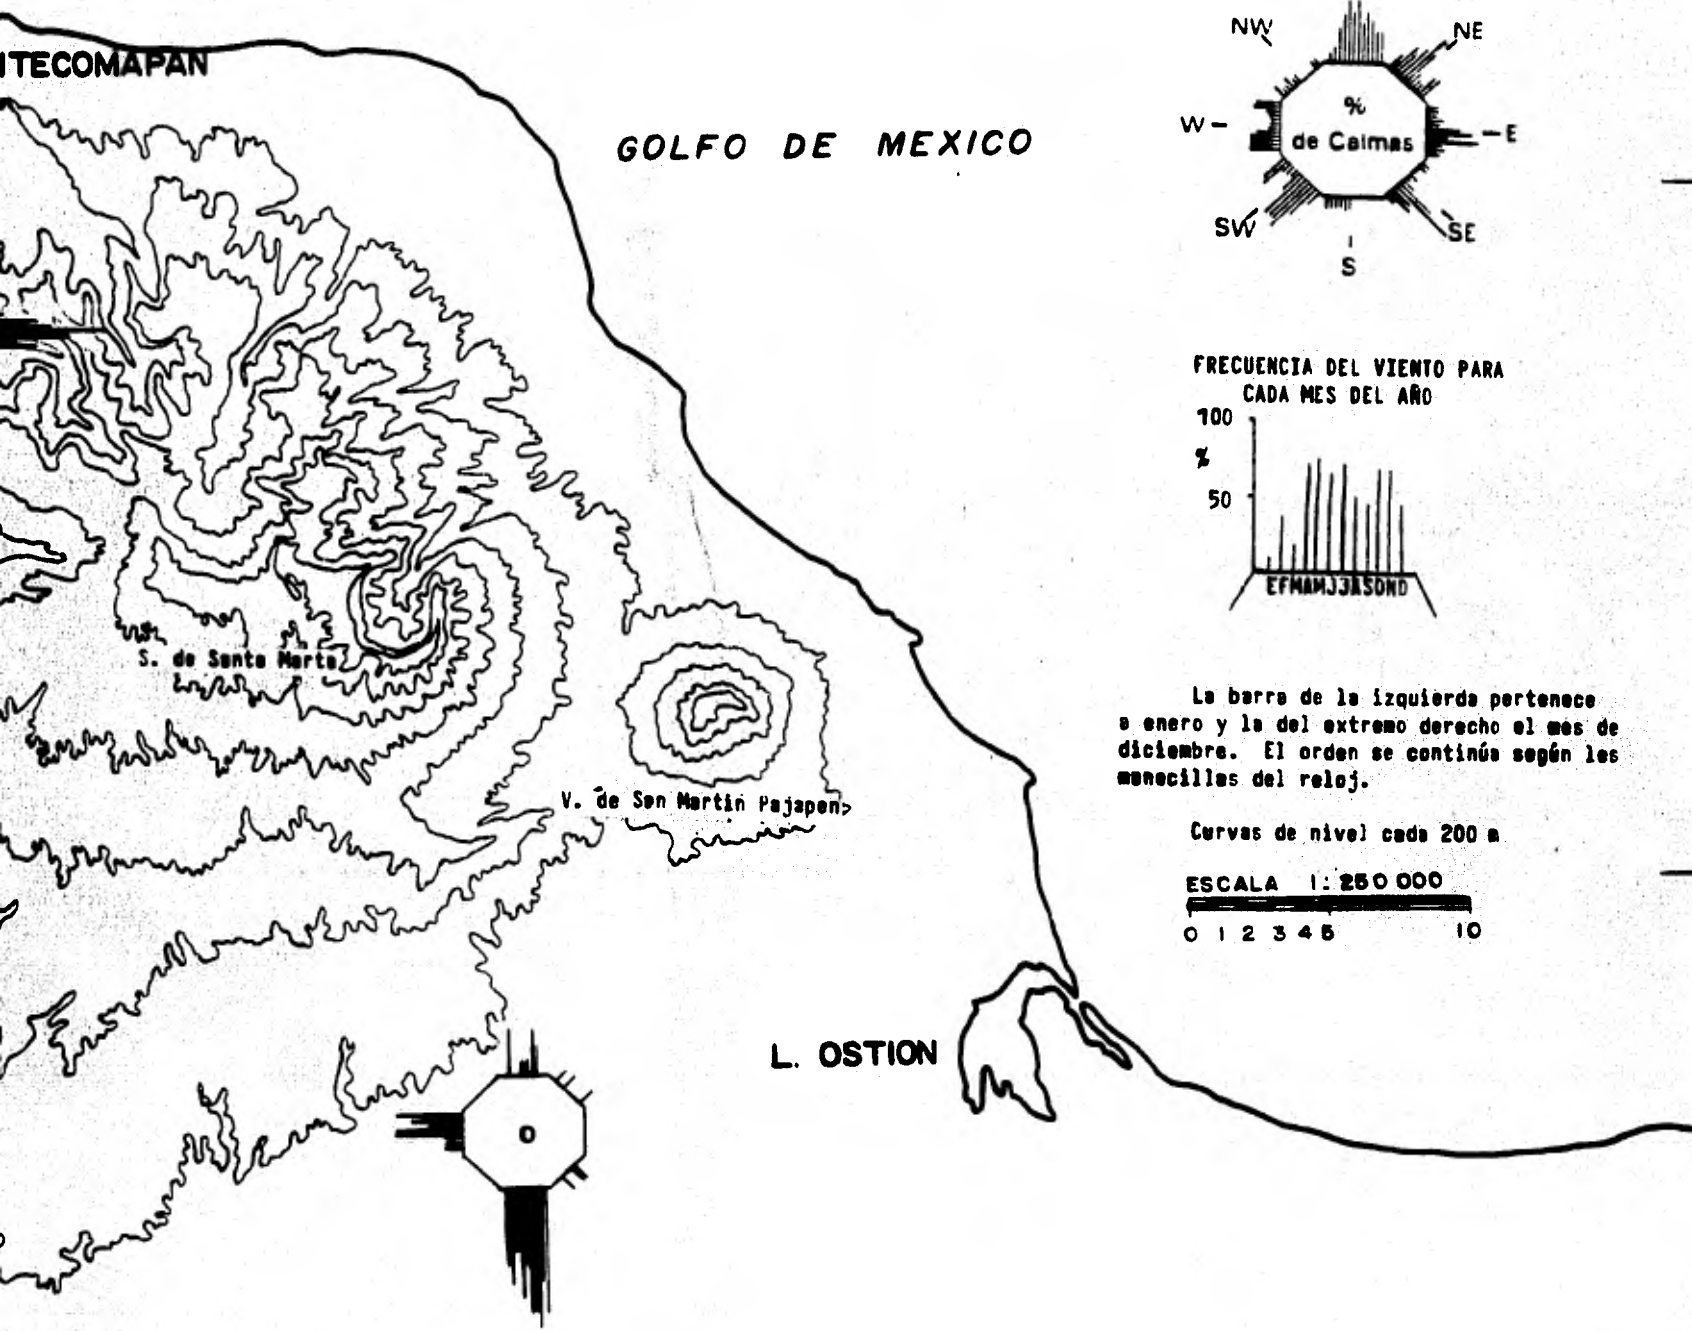 NW
NE
ITECOMAPAN
%
W
de Calmas
E
GOLFO DE MEXICO
SW
SE
S
FRECUENCIA DEL VIENTO PARA
CADA MES DEL AÑO
100
%
50
EFMAMJJASOND
S. de Santa Marta
La barra de la izquierda pertenece
a enero y la del extremo derecho al mes de
diciembre. El orden se continúa según las
manecillas del reloj.
V. de San Martin Pajapan
Curvas de nivel cada 200 m
ESCALA 1:250 000
0 1 2 3 4 5 10
L. OSTION
0